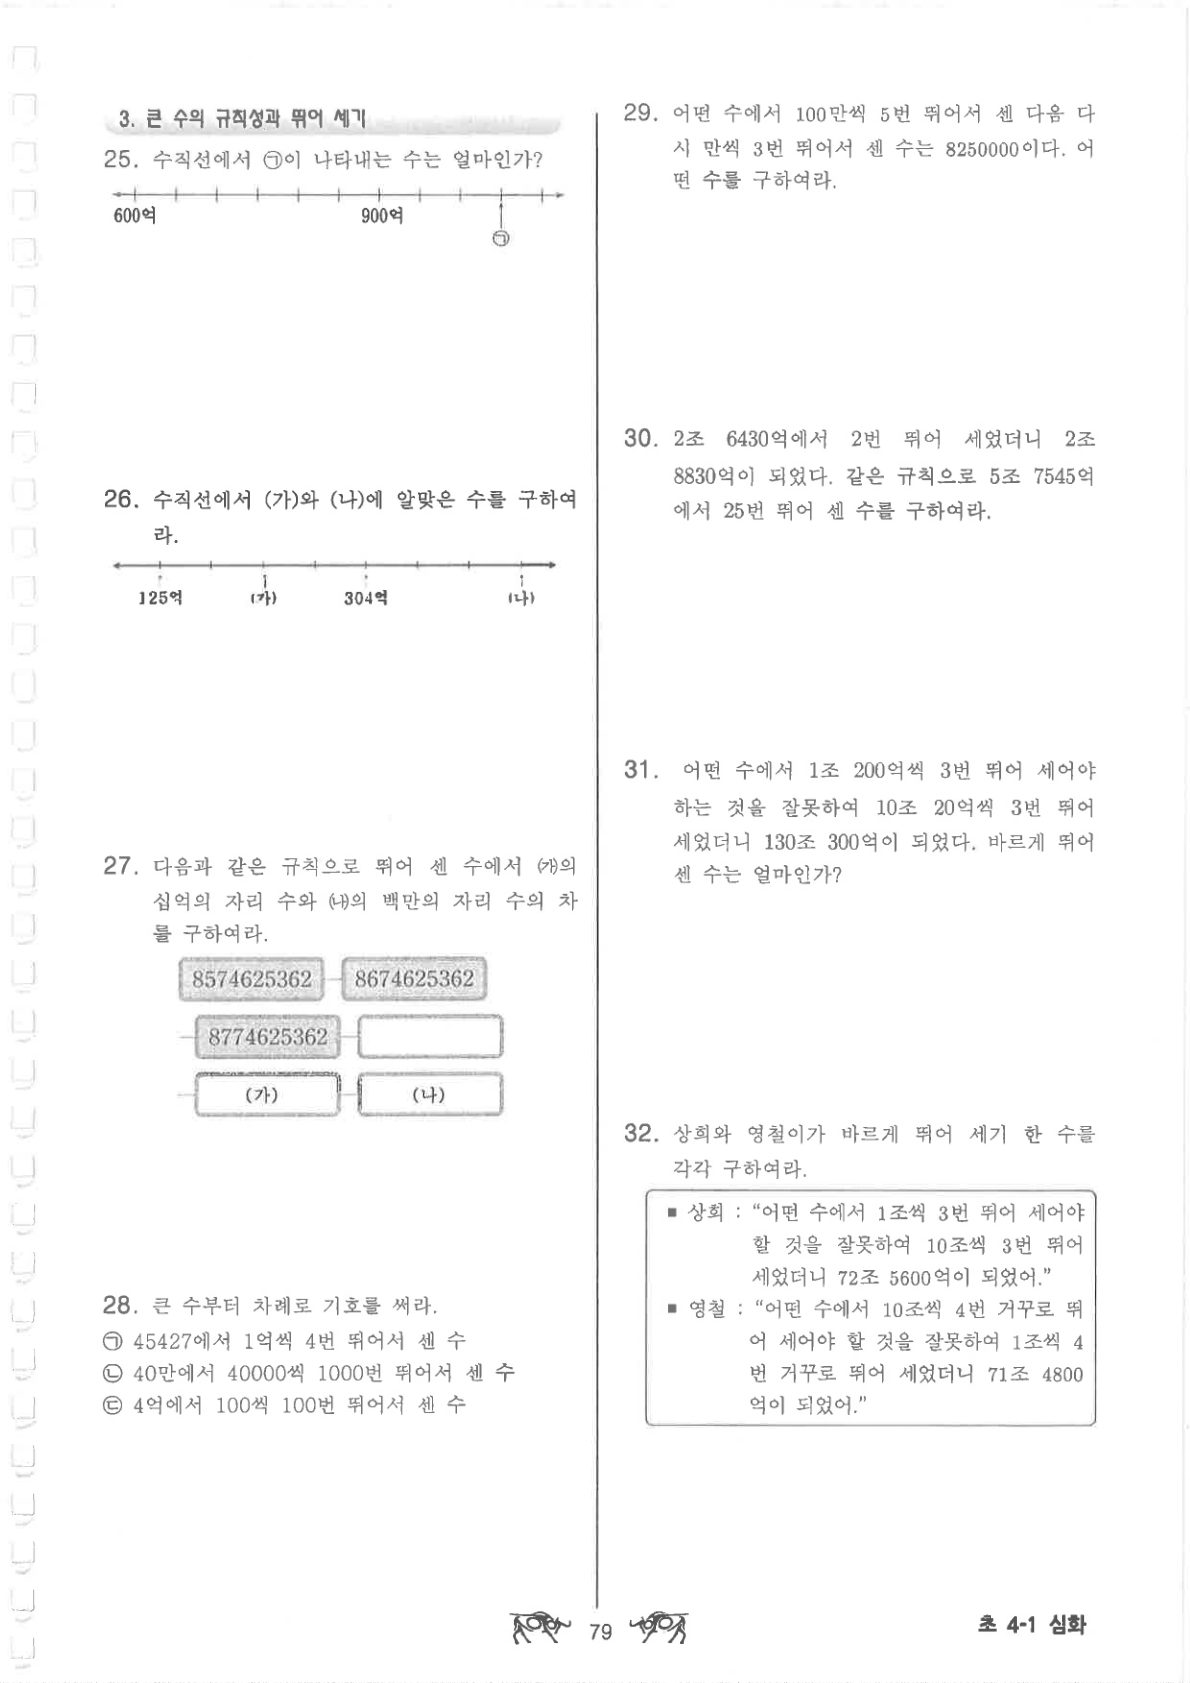 3. 큰 수의 규칙성과 뛰어 세기
25. 수직선에서 ㉠이 나타내는 수는 얼마인가?
600억 900억
㉠
26. 수직선에서 (가)와 (나)에 알맞은 수를 구하여
라.
125억 (가) 304억 (나)
27. 다음과 같은 규칙으로 뛰어 센 수에서 ㈎의
십억의 자리 수와 ㈏의 백만의 자리 수의 차
를 구하여라.
8574625362 8674625362
8774625362
(가) (나)
28. 큰 수부터 차례로 기호를 써라.
㉠ 45427에서 1억씩 4번 뛰어서 센 수
㉡ 40만에서 40000씩 1000번 뛰어서 센 수
㉢ 4억에서 100씩 100번 뛰어서 센 수
29. 어떤 수에서 100만씩 5번 뛰어서 센 다음 다
시 만씩 3번 뛰어서 센 수는 8250000이다. 어
떤 수를 구하여라.
30. 2조 6430억에서 2번 뛰어 세었더니 2조
8830억이 되었다. 같은 규칙으로 5조 7545억
에서 25번 뛰어 센 수를 구하여라.
31. 어떤 수에서 1조 200억씩 3번 뛰어 세어야
하는 것을 잘못하여 10조 20억씩 3번 뛰어
세었더니 130조 300억이 되었다. 바르게 뛰어
센 수는 얼마인가?
32. 상희와 영철이가 바르게 뛰어 세기 한 수를
각각 구하여라.
■ 상희 : “어떤 수에서 1조씩 3번 뛰어 세어야
할 것을 잘못하여 10조씩 3번 뛰어
세었더니 72조 5600억이 되었어.”
■ 영철 : “어떤 수에서 10조씩 4번 거꾸로 뛰
어 세어야 할 것을 잘못하여 1조씩 4
번 거꾸로 뛰어 세었더니 71조 4800
억이 되었어.”
79
초 4-1 심화